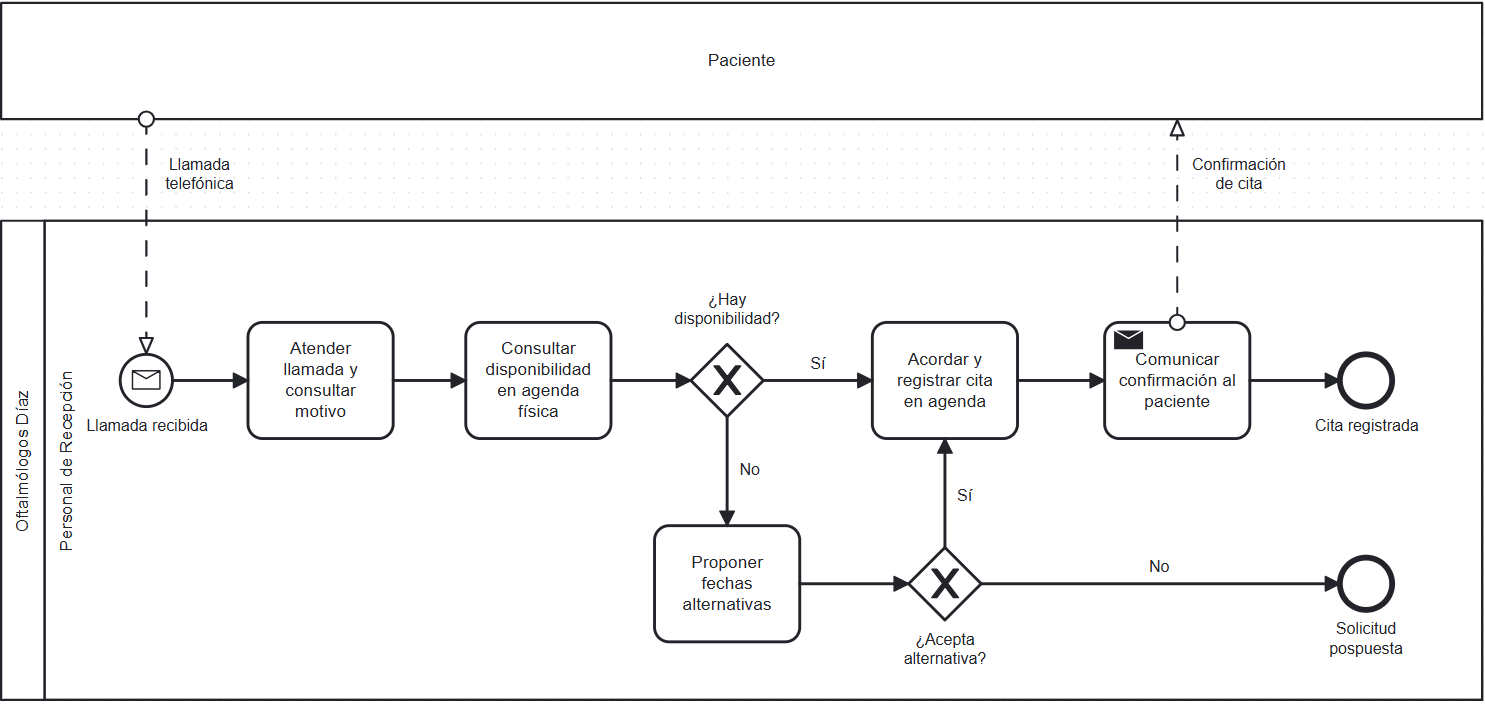 Paciente
Llamada
telefónica
Confirmación
de cita
Oftalmólogos Díaz
Personal de Recepción
Llamada recibida
Atender
llamada y
consultar
motivo
Consultar
disponibilidad
en agenda
física
¿Hay
disponibilidad?
Sí
No
Acordar y
registrar cita
en agenda
Comunicar
confirmación al
paciente
Cita registrada
Proponer
fechas
alternativas
Sí
¿Acepta
alternativa?
No
Solicitud
pospuesta